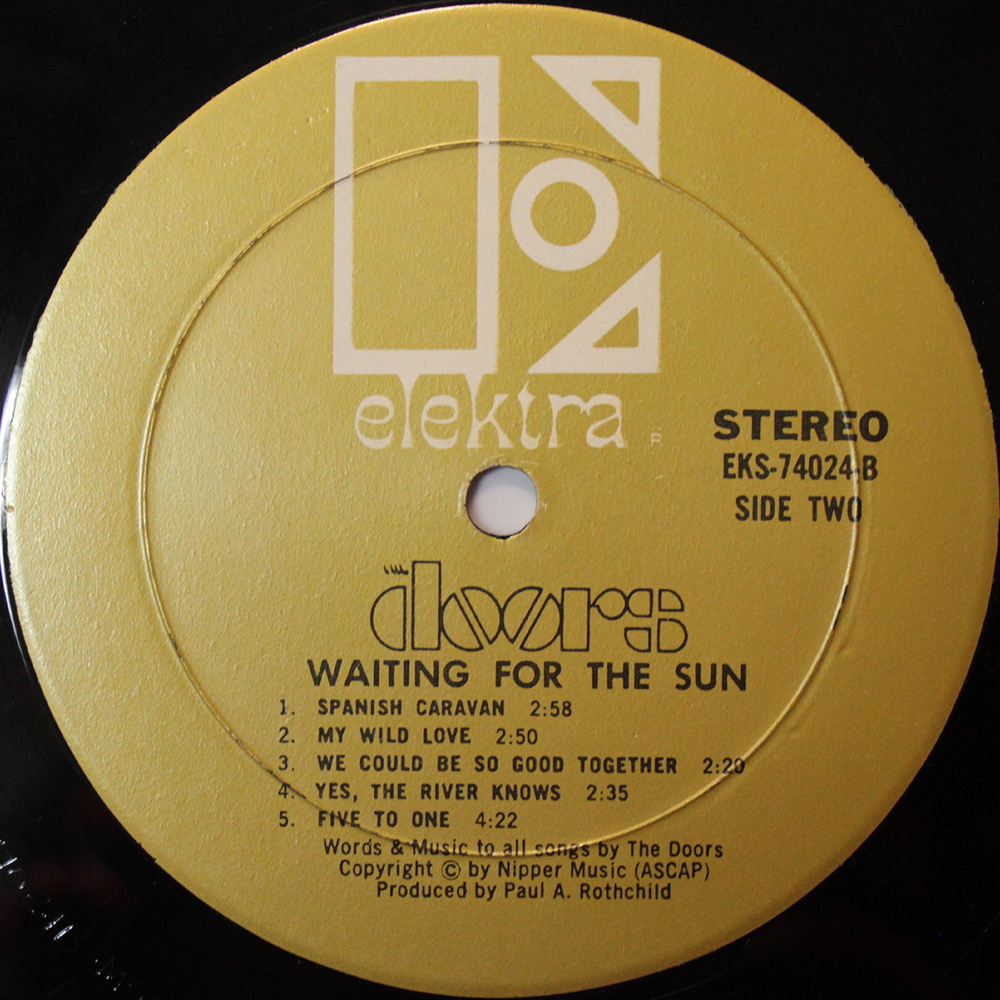 elektra
R
STEREO
EKS-74024-B
SIDE TWO
THE doors
WAITING FOR THE SUN
1. SPANISH CARAVAN 2:58
2. MY WILD LOVE 2:50
3. WE COULD BE SO GOOD TOGETHER 2:20
4. YES, THE RIVER KNOWS 2:35
5. FIVE TO ONE 4:22
Words & Music to all songs by The Doors
Copyright © by Nipper Music (ASCAP)
Produced by Paul A. Rothchild